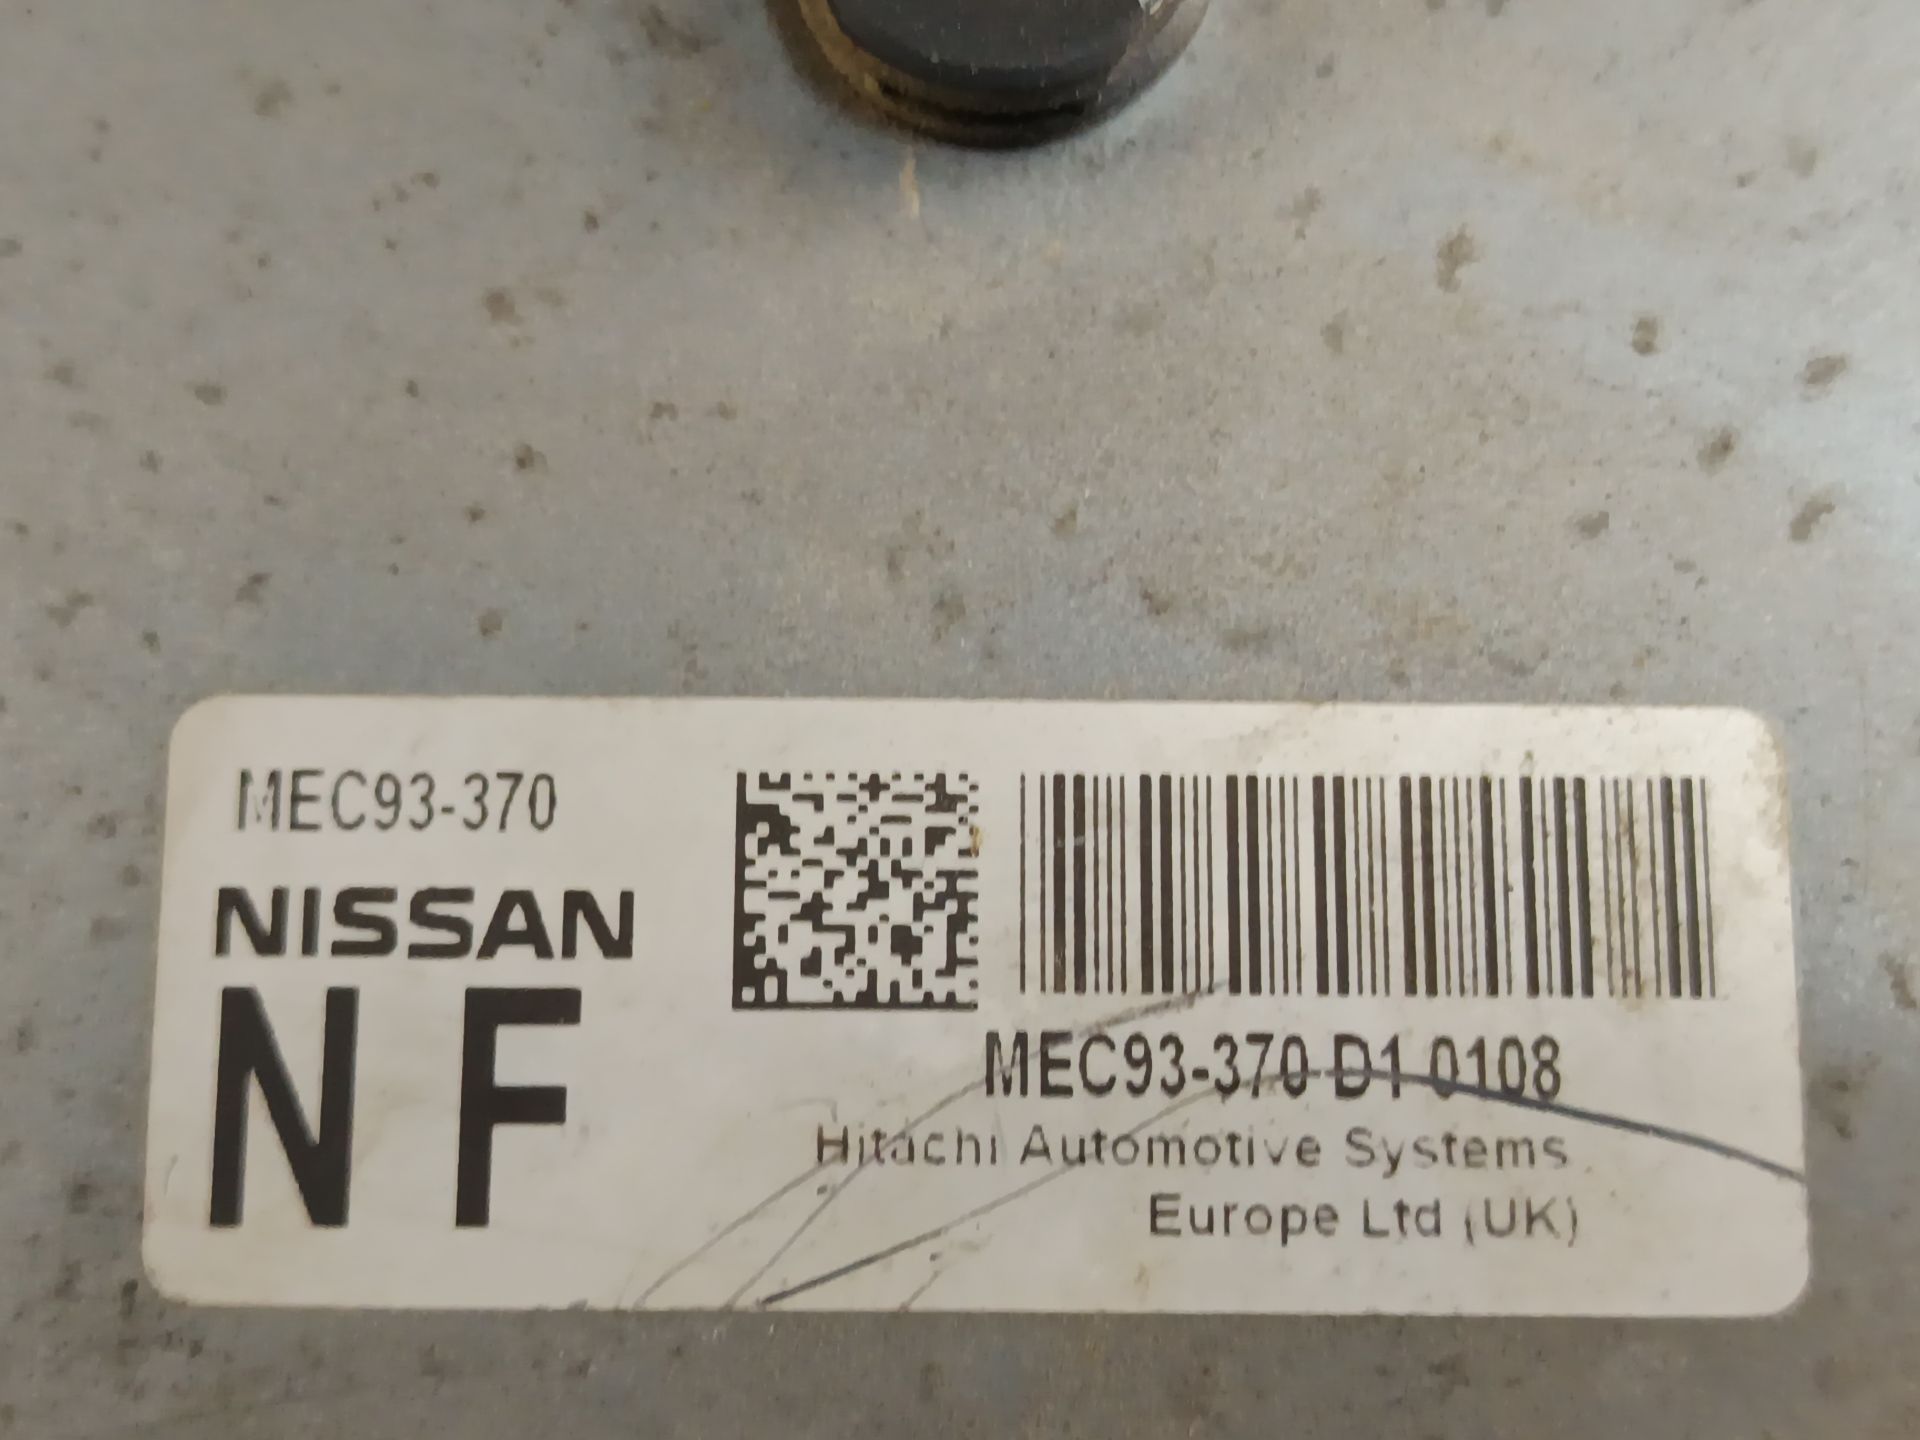 MEC93-370
NISSAN
N F
MEC93-370 D1 0108
Hitachi Automotive Systems
Europe Ltd (UK)